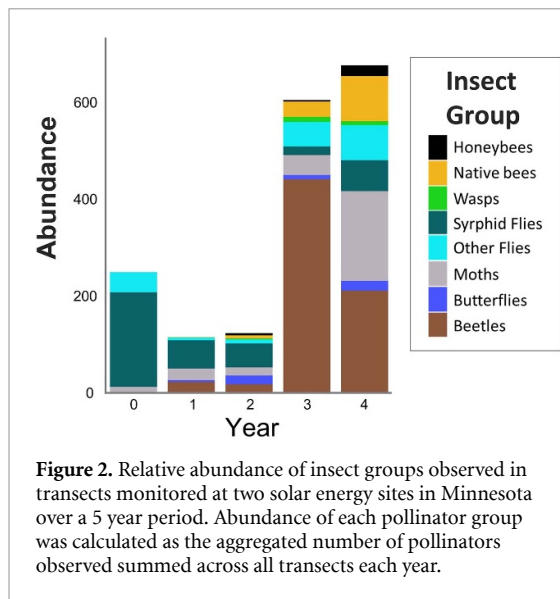 600
400
200
0
Abundance
0 1 2 3 4
Year
Insect
Group
Honeybees
Native bees
Wasps
Syrphid Flies
Other Flies
Moths
Butterflies
Beetles
Figure 2. Relative abundance of insect groups observed in
transects monitored at two solar energy sites in Minnesota
over a 5 year period. Abundance of each pollinator group
was calculated as the aggregated number of pollinators
observed summed across all transects each year.